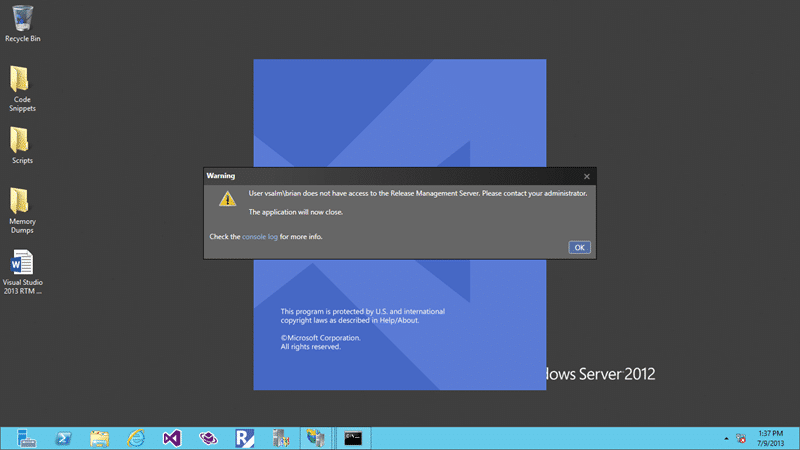 Recycle Bin
Code
Snippets
Scripts
Memory
Dumps
Visual Studio
2013 RTM ...
Warning
User vsalm\brian does not have access to the Release Management Server. Please contact your administrator.
The application will now close.
Check the console log for more info.
OK
This program is protected by U.S. and international
copyright laws as described in Help/About.
©Microsoft Corporation.
All rights reserved.
dows Server 2012
1:37 PM
7/9/2013